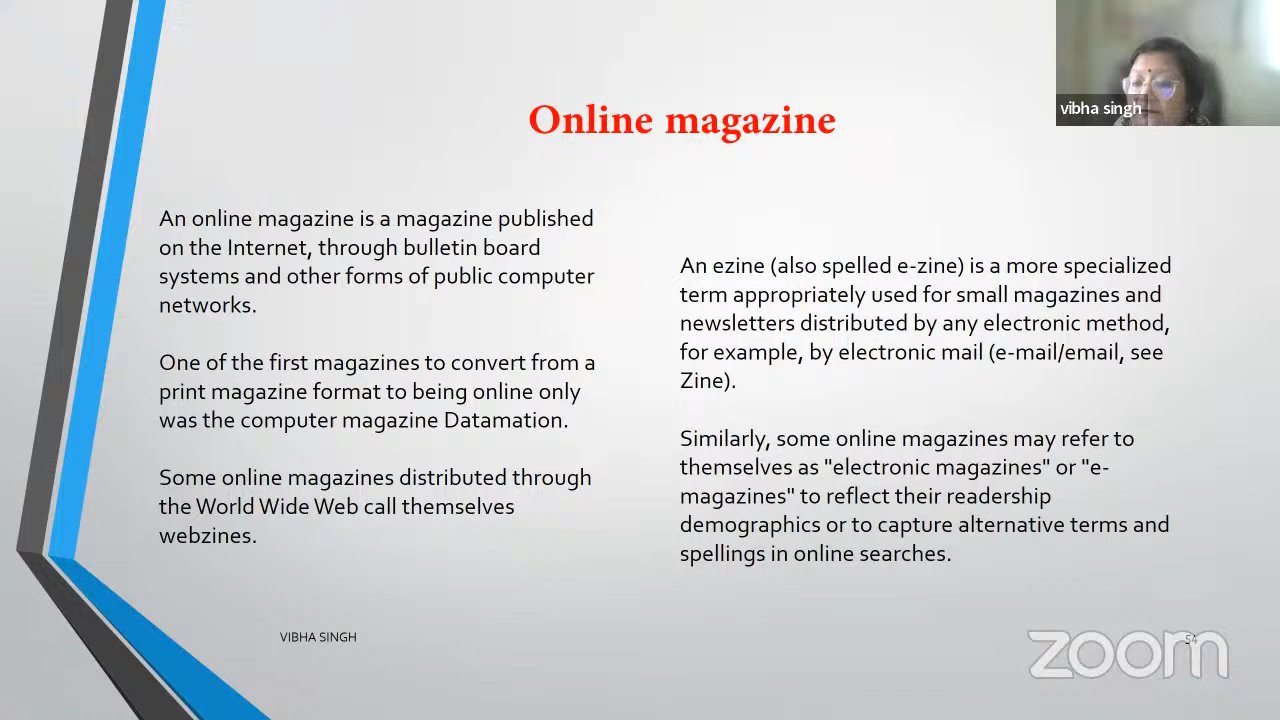 vibha singh
Online magazine
An online magazine is a magazine published
on the Internet, through bulletin board
systems and other forms of public computer
networks.
One of the first magazines to convert from a
print magazine format to being online only
was the computer magazine Datamation.
Some online magazines distributed through
the World Wide Web call themselves
webzines.
An ezine (also spelled e-zine) is a more specialized
term appropriately used for small magazines and
newsletters distributed by any electronic method,
for example, by electronic mail (e-mail/email, see
Zine).
Similarly, some online magazines may refer to
themselves as "electronic magazines" or "e-
magazines" to reflect their readership
demographics or to capture alternative terms and
spellings in online searches.
VIBHA SINGH
54
zoom